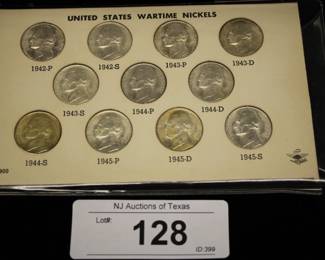 UNITED STATES WARTIME NICKELS
1942-P 1942-S 1943-P 1943-D
1943-S 1944-P 1944-D
1944-S 1945-P 1945-D 1945-S
900
NJ Auctions of Texas
Lot#:
128
ID:399